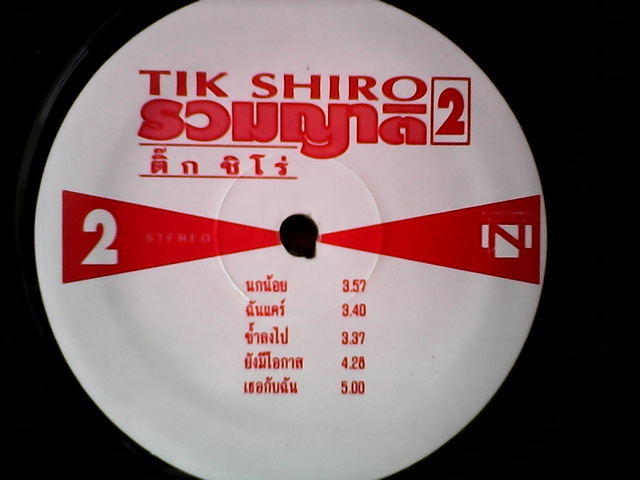 TIK SHIRO
รวมญาติ 2
ติ๊ก ชิโร่
2 STEREO
นกน้อย 3.57
ฉันแคร์ 3.40
ช้ำลงไป 3.37
ยังมีโอกาส 4.28
เธอกับฉัน 5.00